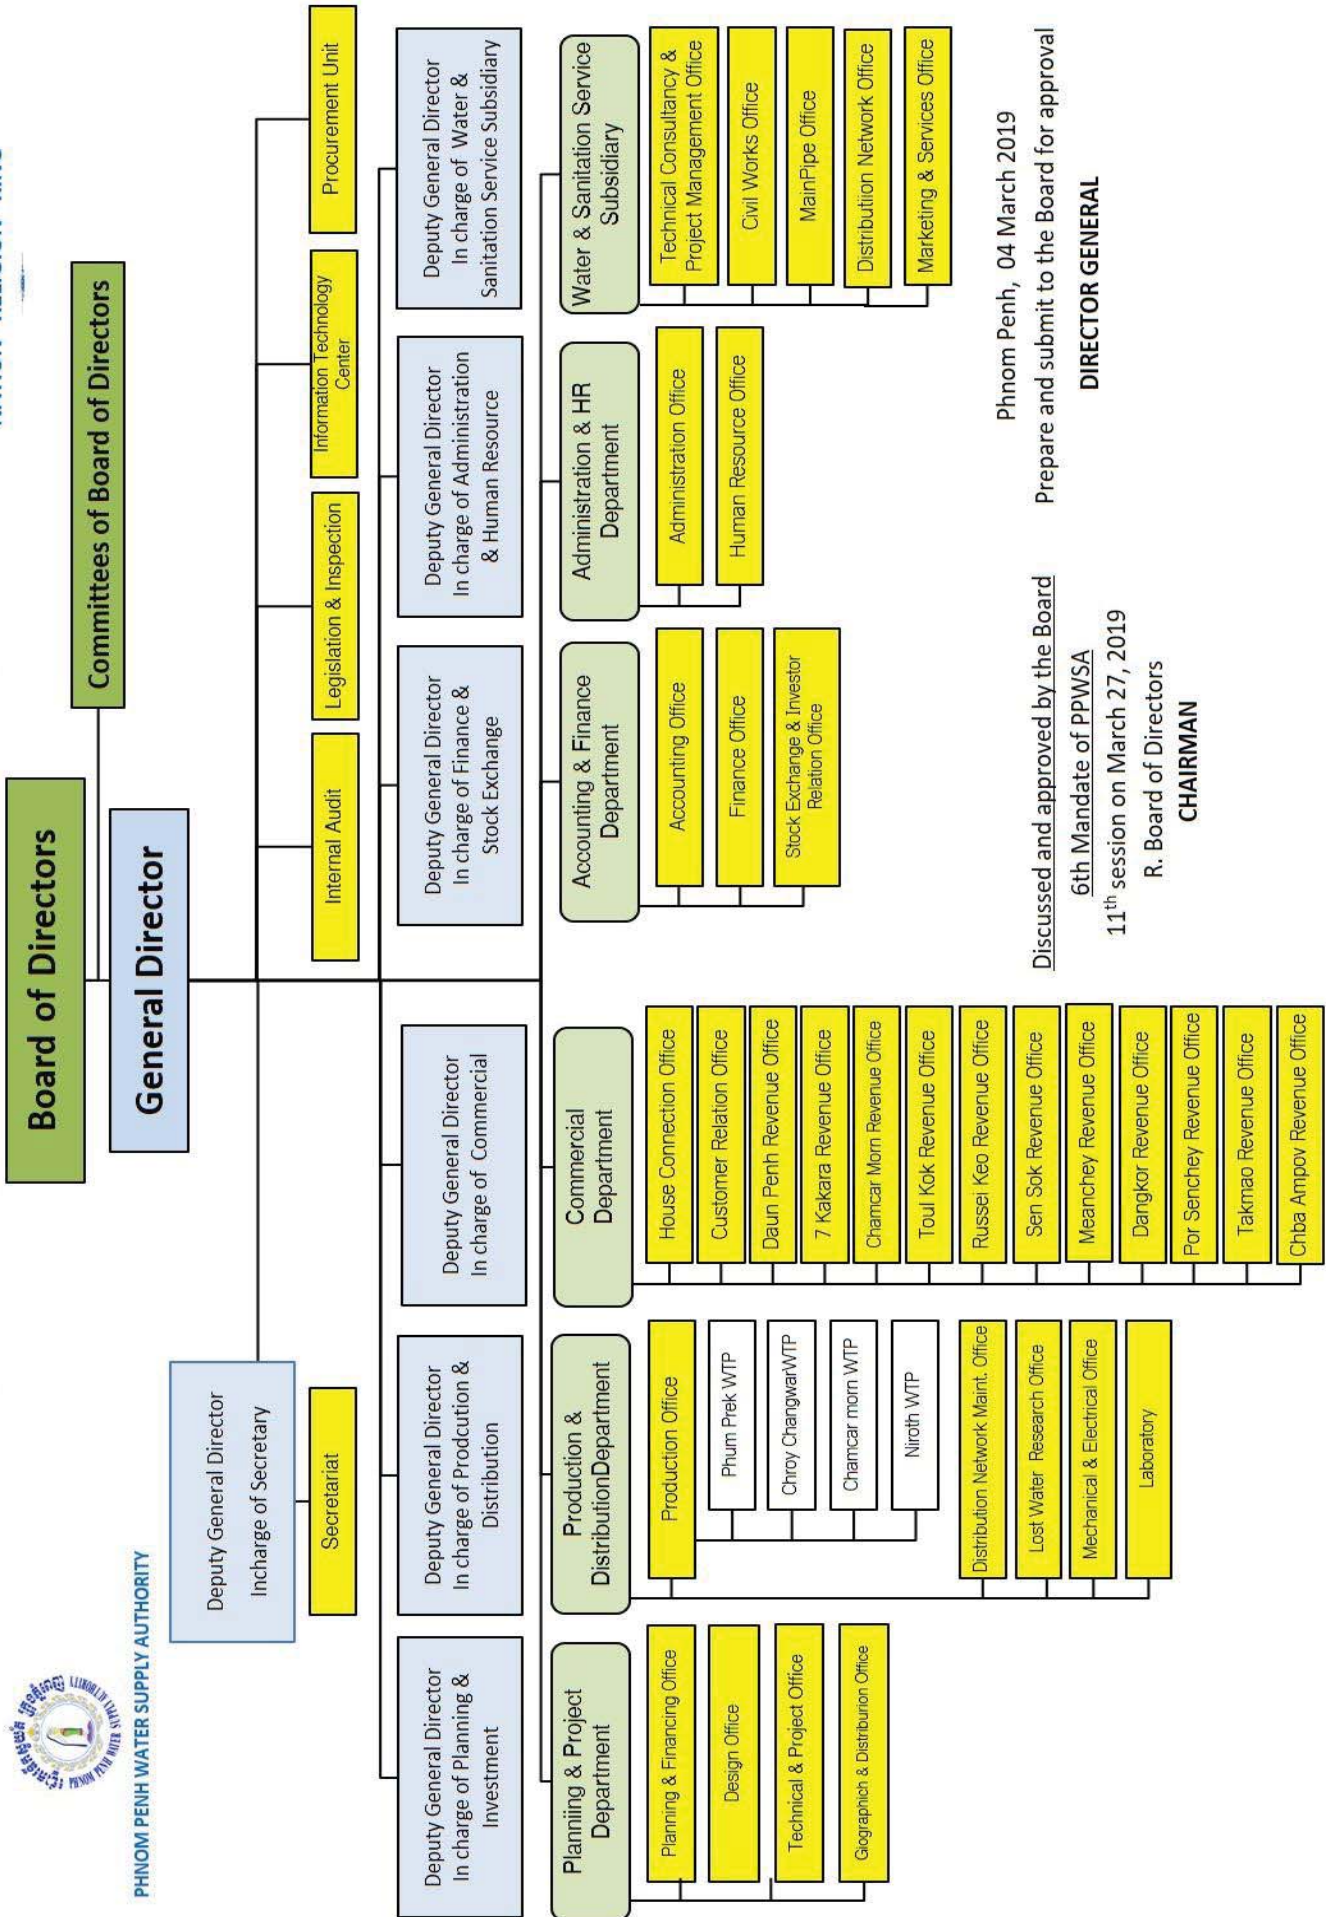 PHNOM PENH WATER SUPPLY AUTHORITY
Board of Directors
Committees of Board of Directors
General Director
Deputy General Director
Incharge of Secretary
Secretariat
Internal Audit
Legislation & Inspection
Information Technology
Center
Procurement Unit
Deputy General Director
In charge of Planning &
Investment
Deputy General Director
In charge of Prodcution &
Distribution
Deputy General Director
In charge of Commercial
Deputy General Director
In charge of Finance &
Stock Exchange
Deputy General Director
In charge of Administration
& Human Resource
Deputy General Director
In charge of Water &
Sanitation Service Subsidiary
Planniing & Project
Department
Planning & Financing Office
Design Office
Technical & Project Office
Giographich & Distriburion Office
Production &
DistributionDepartment
Production Office
Phum Prek WTP
Chroy ChangwarWTP
Chamcar morn WTP
Niroth WTP
Distribution Network Maint. Office
Lost Water Research Office
Mechanical & Electrical Office
Laboratory
Commercial
Department
House Connection Office
Customer Relation Office
Daun Penh Revenue Office
7 Kakara Revenue Office
Chamcar Morn Revenue Office
Toul Kok Revenue Office
Russei Keo Revenue Office
Sen Sok Revenue Office
Meanchey Revenue Office
Dangkor Revenue Office
Por Senchey Revenue Office
Takmao Revenue Office
Chba Ampov Revenue Office
Accounting & Finance
Department
Accounting Office
Finance Office
Stock Exchange & Investor
Relation Office
Administration & HR
Department
Administration Office
Human Resource Office
Water & Sanitation Service
Subsidiary
Technical Consultancy &
Project Management Office
Civil Works Office
MainPipe Office
Distribution Network Office
Marketing & Services Office
Discussed and approved by the Board
6th Mandate of PPWSA
11th session on March 27, 2019
R. Board of Directors
CHAIRMAN
Phnom Penh, 04 March 2019
Prepare and submit to the Board for approval
DIRECTOR GENERAL